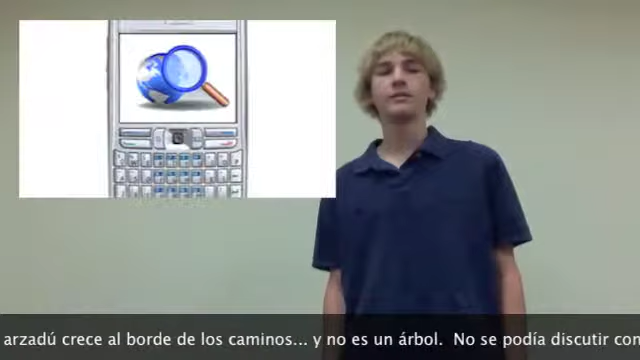 arzadú crece al borde de los caminos... y no es un árbol.  No se podía discutir con